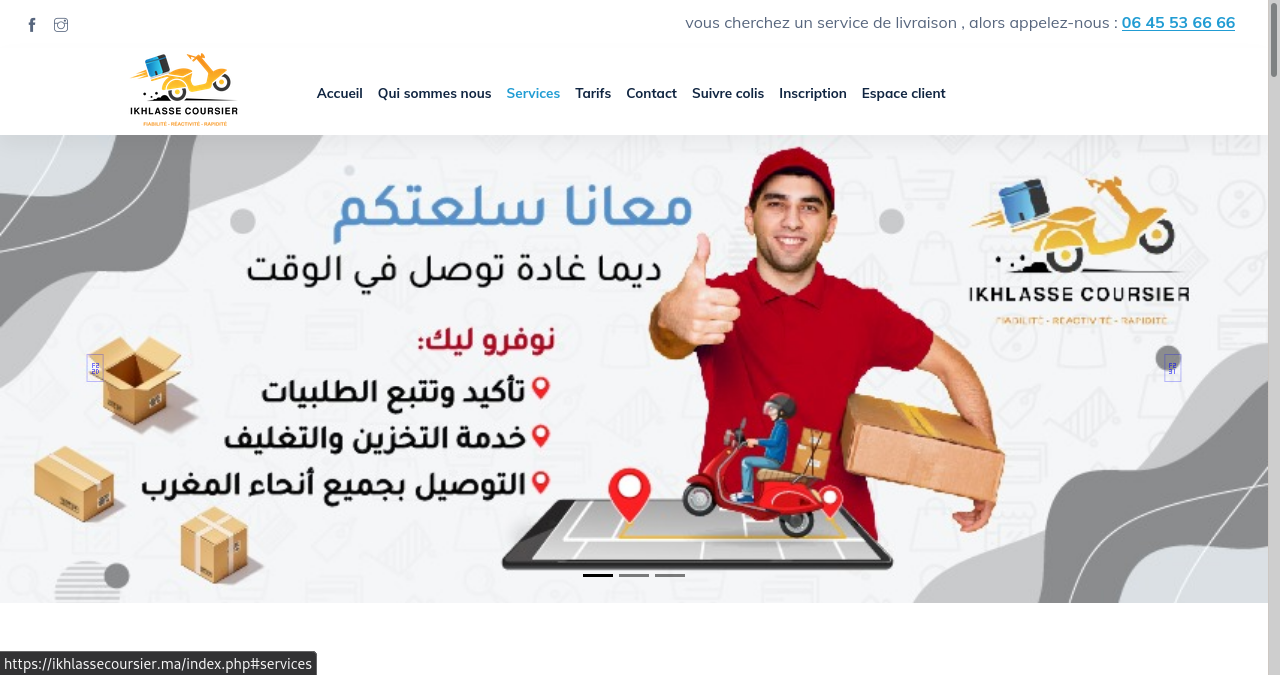 vous cherchez un service de livraison , alors appelez-nous : 06 45 53 66 66
IKHLASSE COURSIER
FIABILITÉ - RÉACTIVITÉ - RAPIDITÉ
Accueil Qui sommes nous Services Tarifs Contact Suivre colis Inscription Espace client
معانا سلعتكم
ديما غادة توصل في الوقت
IKHLASSE COURSIER
FIABILITÉ - RÉACTIVITÉ - RAPIDITÉ
نوفرو ليك:
تأكيد وتتبع الطلبيات
خدمة التخزين والتغليف
التوصيل بجميع أنحاء المغرب
https://ikhlassecoursier.ma/index.php#services